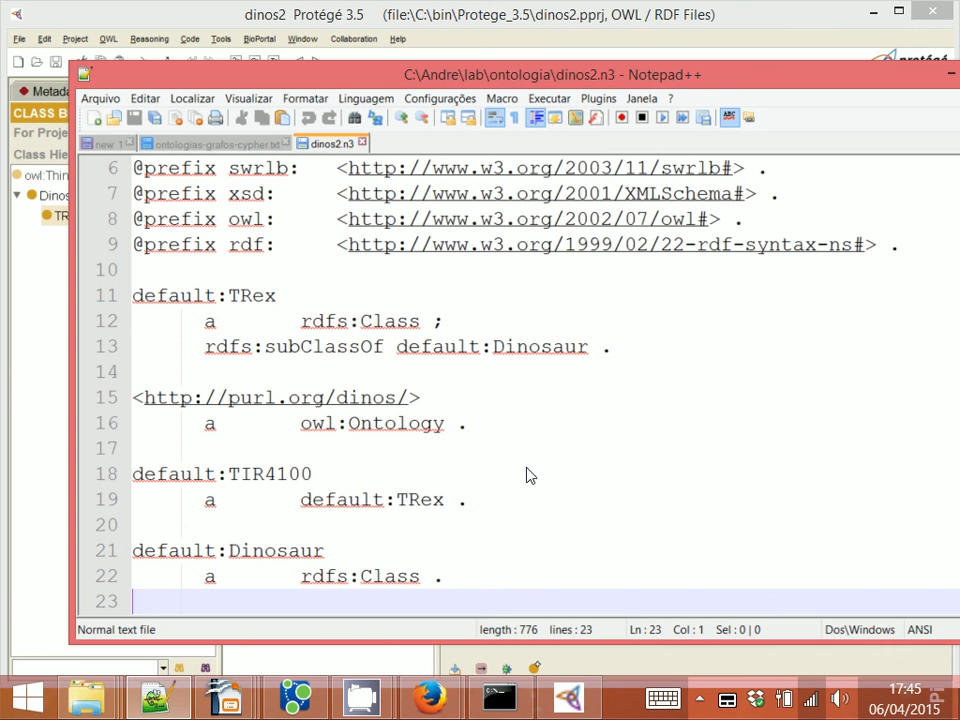 dinos2 Protégé 3.5 (file:\C:\bin\Protege_3.5\dinos2.pprj, OWL / RDF Files)
File Edit Project OWL Reasoning Code Tools BioPortal Window Collaboration Help
protégé
Metada
CLASS B
For Proje
Class Hie
owl:Thin
Dinos
TR
C:\Andre\lab\ontologia\dinos2.n3 - Notepad++
Arquivo Editar Localizar Visualizar Formatar Linguagem Configurações Macro Executar Plugins Janela ?
new 1 ontologias-grafos-cypher.txt dinos2.n3
6 @prefix swrlb: <http://www.w3.org/2003/11/swrlb#> .
7 @prefix xsd: <http://www.w3.org/2001/XMLSchema#> .
8 @prefix owl: <http://www.w3.org/2002/07/owl#> .
9 @prefix rdf: <http://www.w3.org/1999/02/22-rdf-syntax-ns#> .
10
11 default:TRex
12 a rdfs:Class ;
13 rdfs:subClassOf default:Dinosaur .
14
15 <http://purl.org/dinos/>
16 a owl:Ontology .
17
18 default:TIR4100
19 a default:TRex .
20
21 default:Dinosaur
22 a rdfs:Class .
23
Normal text file length : 776 lines : 23 Ln : 23 Col : 1 Sel : 0 | 0 Dos\Windows ANSI
17:45
06/04/2015